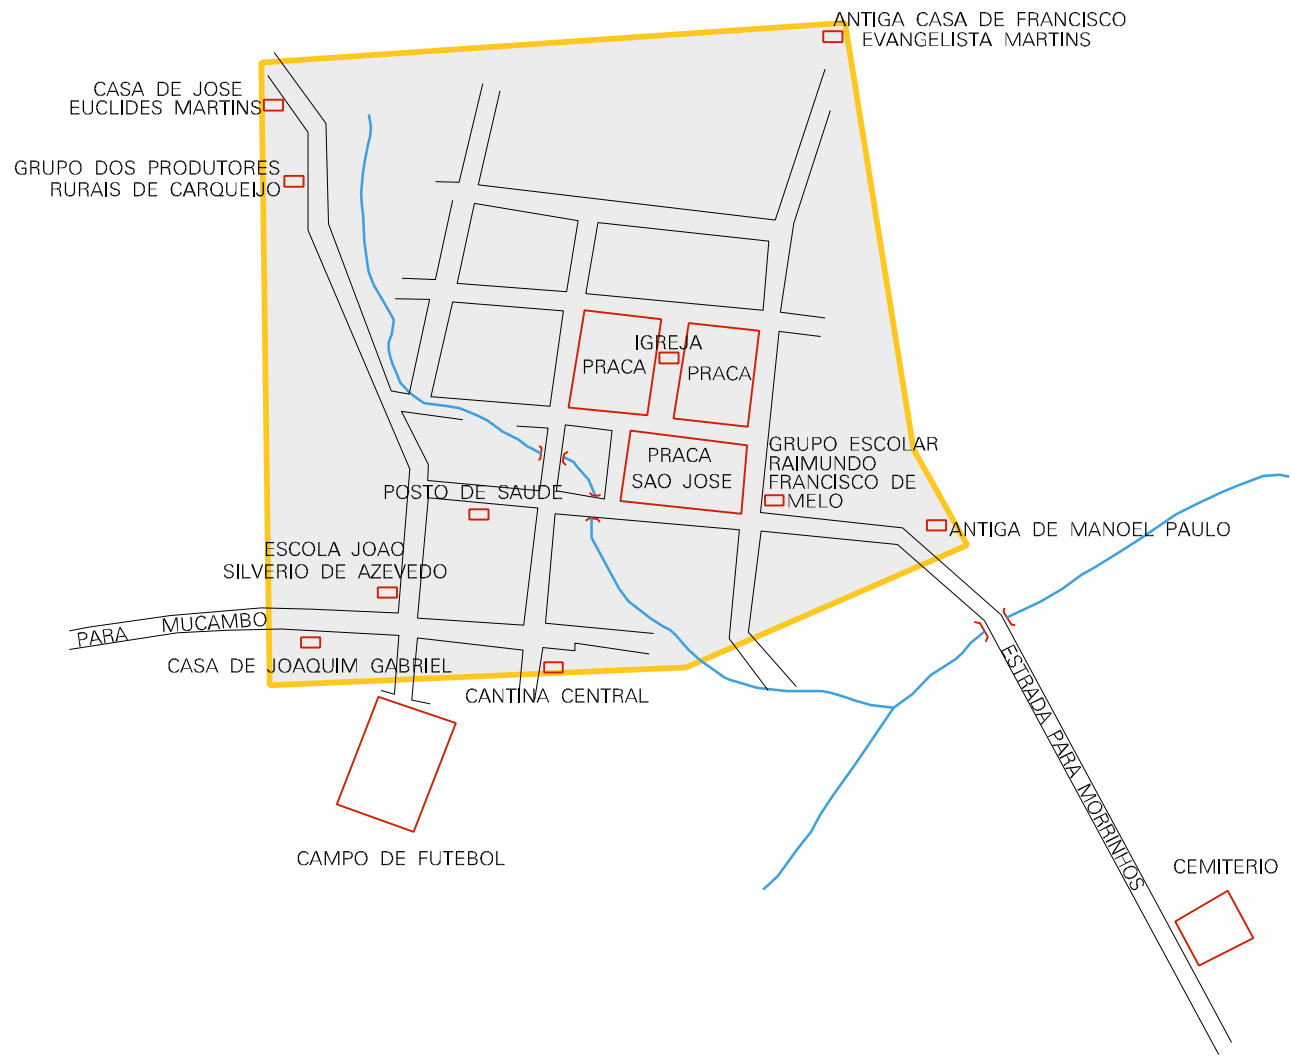 ANTIGA CASA DE FRANCISCO
EVANGELISTA MARTINS
CASA DE JOSE
EUCLIDES MARTINS
GRUPO DOS PRODUTORES
RURAIS DE CARQUEIJO
IGREJA
PRACA
PRACA
PRACA
SAO JOSE
GRUPO ESCOLAR
RAIMUNDO
FRANCISCO DE
MELO
POSTO DE SAUDE
ANTIGA DE MANOEL PAULO
ESCOLA JOAO
SILVERIO DE AZEVEDO
PARA MUCAMBO
CASA DE JOAQUIM GABRIEL
CANTINA CENTRAL
ESTRADA PARA MORRINHOS
CAMPO DE FUTEBOL
CEMITERIO